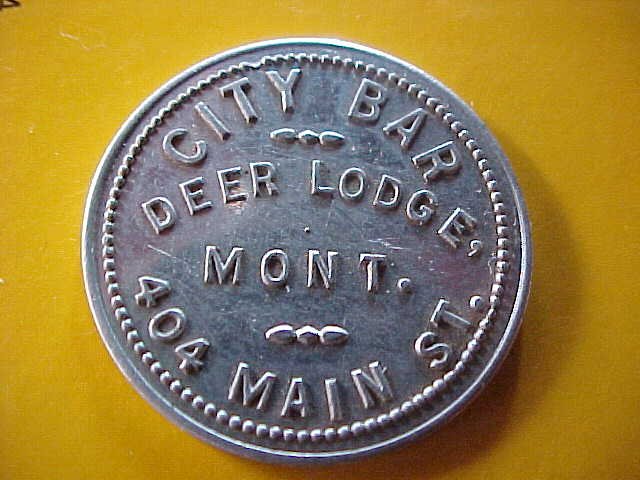 CITY BAR
DEER LODGE,
MONT.
404 MAIN ST.